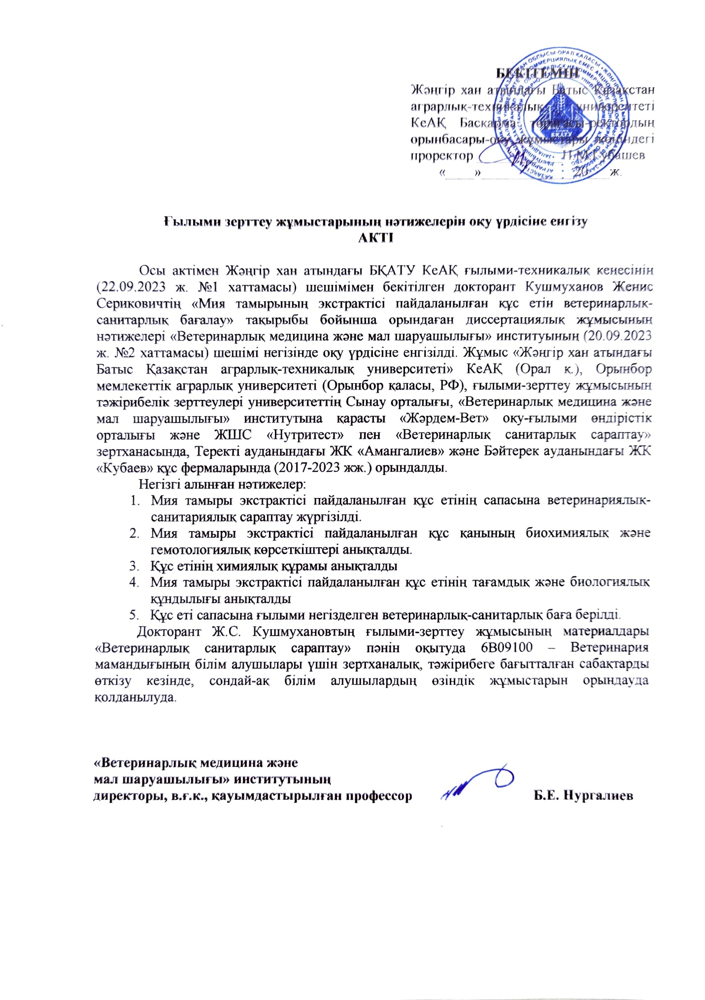 БЕКІТЕМІН
Жәңгір хан атындағы Батыс Қазақстан
аграрлық-техникалық университеті
КеАҚ Басқарма төрағасы-ректордың
орынбасары-оқу жұмыстары жөніндегі
проректор Н.М.Губашев
«____»__________________20___ж.
БҚАТУ
Ғылыми зерттеу жұмыстарының нәтижелерін оқу үрдісіне енгізу
АКТІ
Осы актімен Жәңгір хан атындағы БҚАТУ КеАҚ ғылыми-техникалық кеңесінің
(22.09.2023 ж. №1 хаттамасы) шешімімен бекітілген докторант Кушмуханов Женис
Сериковичтің «Мия тамырының экстрактісі пайдаланылған құс етін ветеринарлық-
санитарлық бағалау» тақырыбы бойынша орындаған диссертациялық жұмысының
нәтижелері «Ветеринарлық медицина және мал шаруашылығы» институының (20.09.2023
ж. №2 хаттамасы) шешімі негізінде оқу үрдісіне енгізілді. Жұмыс «Жәңгір хан атындағы
Батыс Қазақстан аграрлық-техникалық университеті» КеАҚ (Орал қ.), Орынбор
мемлекеттік аграрлық университеті (Орынбор қаласы, РФ), ғылыми-зерттеу жұмысының
тәжірибелік зерттеулері университеттің Сынау орталығы, «Ветеринарлық медицина және
мал шаруашылығы» институтына қарасты «Жәрдем-Вет» оқу-ғылыми өндірістік
орталығы және ЖШС «Нутритест» пен «Ветеринарлық санитарлық сараптау»
зертханасында, Теректі ауданындағы ЖК «Амангалиев» және Бәйтерек ауданындағы ЖК
«Кубаев» құс фермаларында (2017-2023 жж.) орындалды.
Негізгі алынған нәтижелер:
1. Мия тамыры экстрактісі пайдаланылған құс етінің сапасына ветеринариялық-
санитариялық сараптау жүргізілді.
2. Мия тамыры экстрактісі пайдаланылған құс қанының биохимиялық және
гемотологиялық көрсеткіштері анықталды.
3. Құс етінің химиялық құрамы анықталды
4. Мия тамыры экстрактісі пайдаланылған құс етінің тағамдық және биологиялық
құндылығы анықталды
5. Құс еті сапасына ғылыми негізделген ветеринарлық-санитарлық баға берілді.
Докторант Ж.С. Кушмухановтың ғылыми-зерттеу жұмысының материалдары
«Ветеринарлық санитарлық сараптау» пәнін оқытуда 6В09100 – Ветеринария
мамандығының білім алушылары үшін зертханалық, тәжірибеге бағытталған сабақтарды
өткізу кезінде, сондай-ақ білім алушылардың өзіндік жұмыстарын орындауда
қолданылуда.
«Ветеринарлық медицина және
мал шаруашылығы» институтының
директоры, в.ғ.к., қауымдастырылған профессор Б.Е. Нургалиев